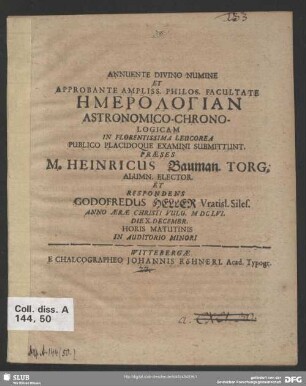 ANNUENTE DIVINO NUMINE
ET
APPROBANTE AMPLISS. PHILOS. FACULTATE
ΗΜΕΡΟΛΟΓΙΑΝ
ASTRONOMICO-CHRONO-
LOGICAM
IN FLORENTISSIMA LEUCOREA
PUBLICO PLACIDOQUE EXAMINI SUBMITTUNT.
PRÆSES
M. HEINRICUS Bauman. TORG.
ALUMN. ELECTOR.
ET
RESPONDENS
GODOFREDUS HELLER Vratisl. Siles.
ANNO ÆRÆ CHRISTI VULG. MDCLVI.
DIE X. DECEMBR.
HORIS MATUTINIS
IN AUDITORIO MINORI
WITTEBERGÆ
E CHALCOGRAPHEO JOHANNIS RÖHNERI, Acad. Typogr.
Coll. diss. A
144, 50